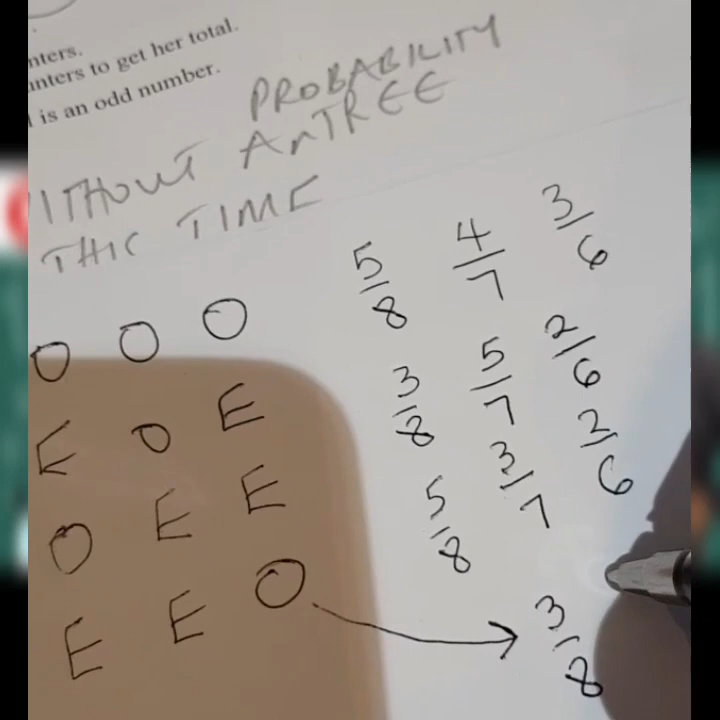 nters.
nters to get her total.
is an odd number.
PROBABILITY
WITHOUT A TREE
THIS TIME
O O O 5/8 4/7 3/6
E O E 3/8 5/7 2/6
O E E 5/8 3/7 2/6
E E O 3/8